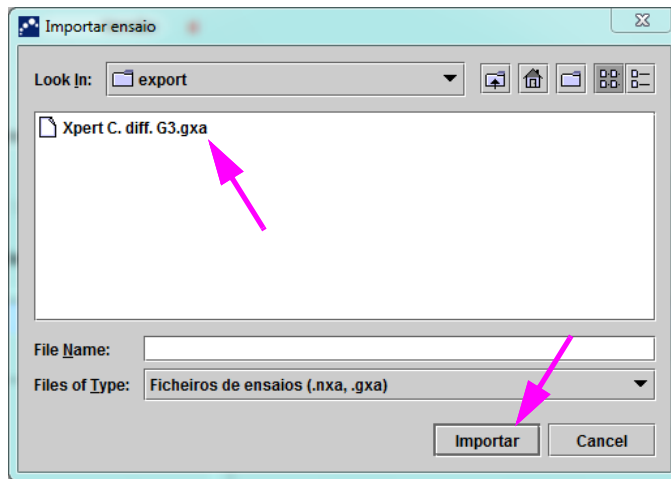 Importar ensaio
Look In: export
Xpert C. diff. G3.gxa
File Name:
Files of Type: Ficheiros de ensaios (.nxa, .gxa)
Importar Cancel